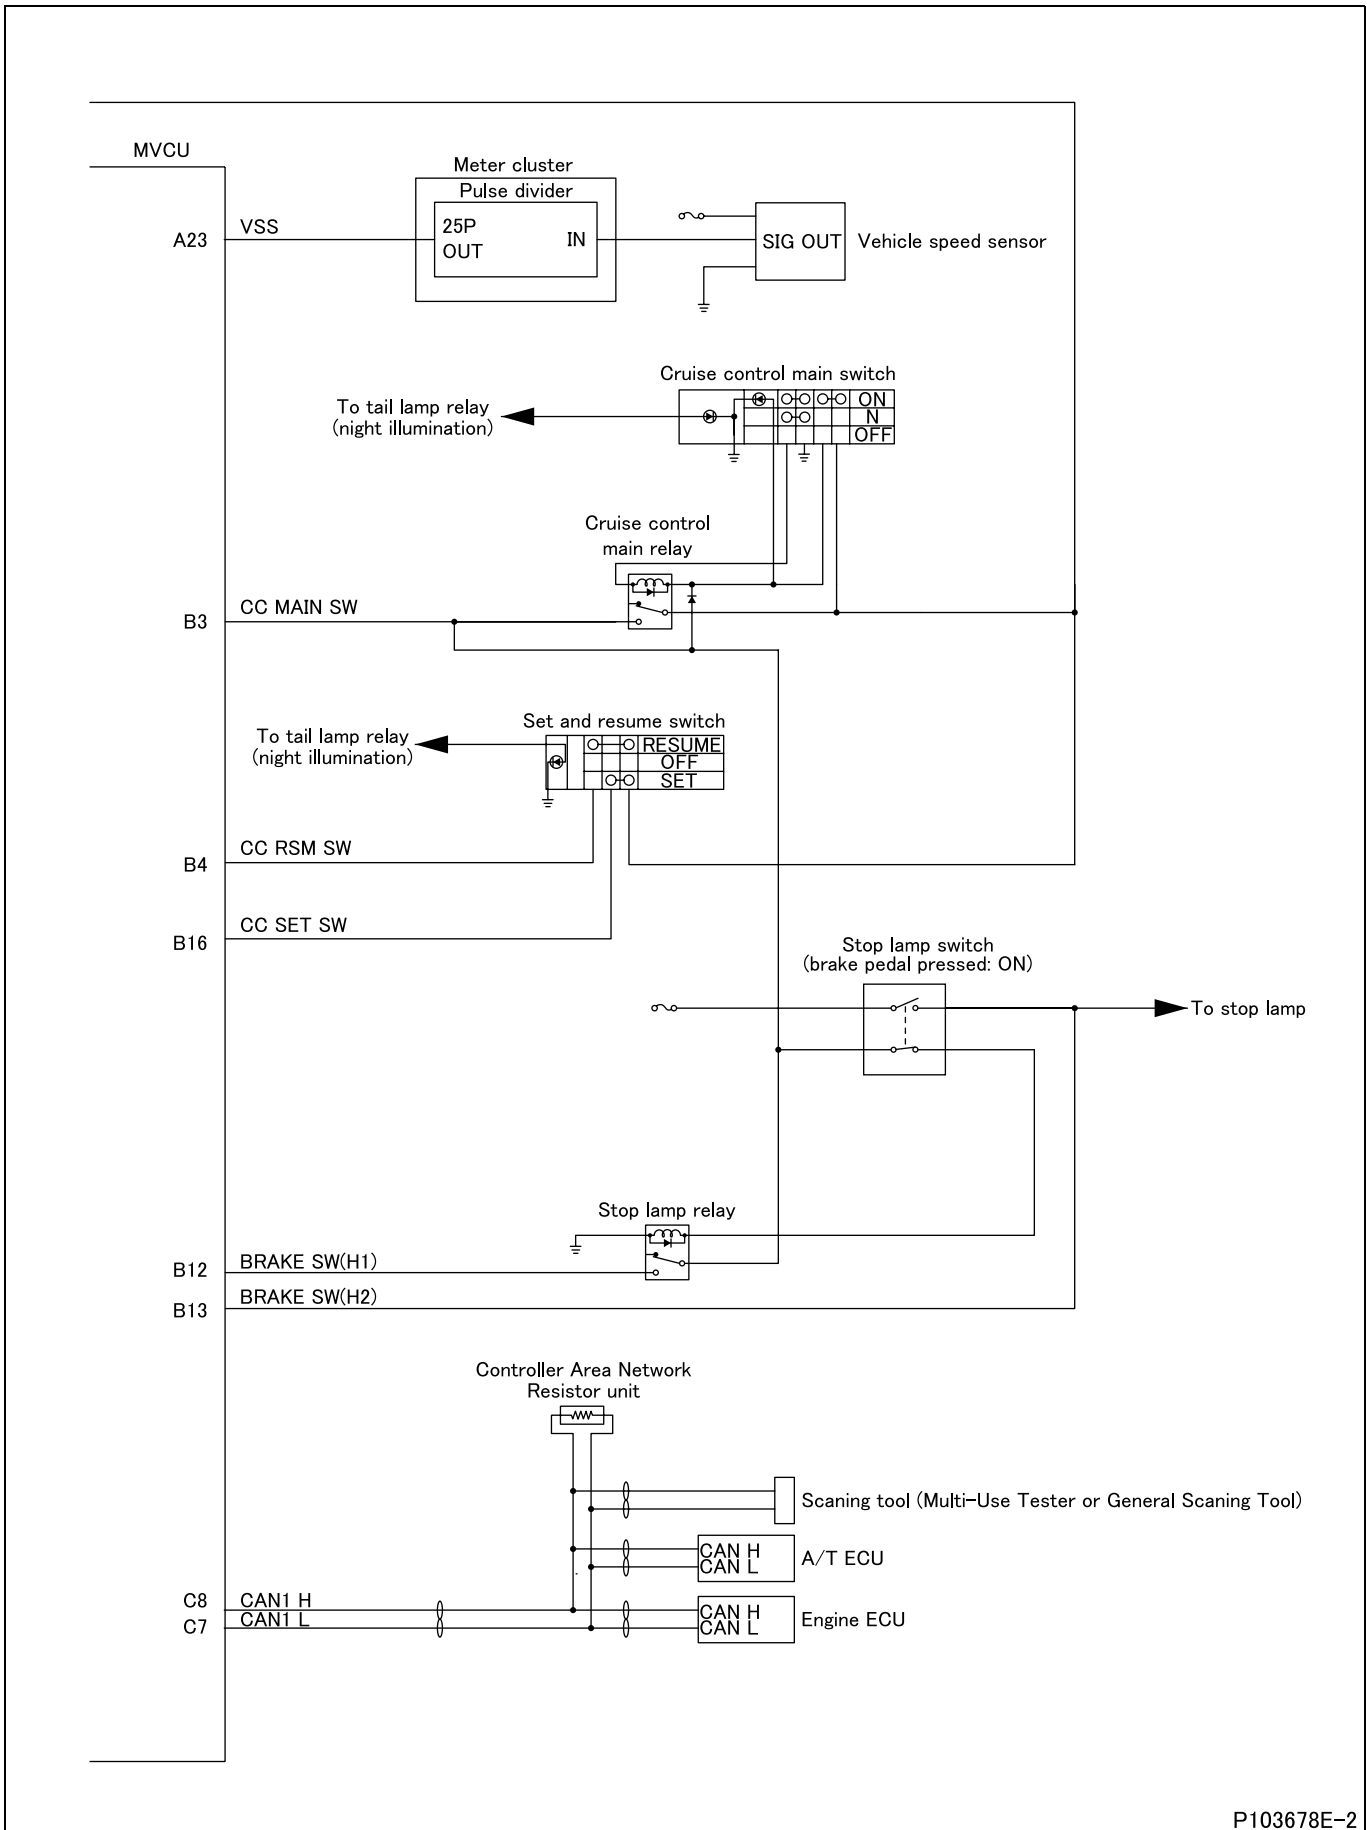 MVCU
Meter cluster
Pulse divider
A23
VSS
25P
OUT
IN
SIG OUT
Vehicle speed sensor
Cruise control main switch
ON
N
OFF
To tail lamp relay
(night illumination)
Cruise control
main relay
B3
CC MAIN SW
Set and resume switch
RESUME
OFF
SET
To tail lamp relay
(night illumination)
B4
CC RSM SW
B16
CC SET SW
Stop lamp switch
(brake pedal pressed: ON)
To stop lamp
Stop lamp relay
B12
BRAKE SW(H1)
B13
BRAKE SW(H2)
Controller Area Network
Resistor unit
Scaning tool (Multi-Use Tester or General Scaning Tool)
CAN H
CAN L
A/T ECU
C8
CAN1 H
C7
CAN1 L
CAN H
CAN L
Engine ECU
P103678E-2